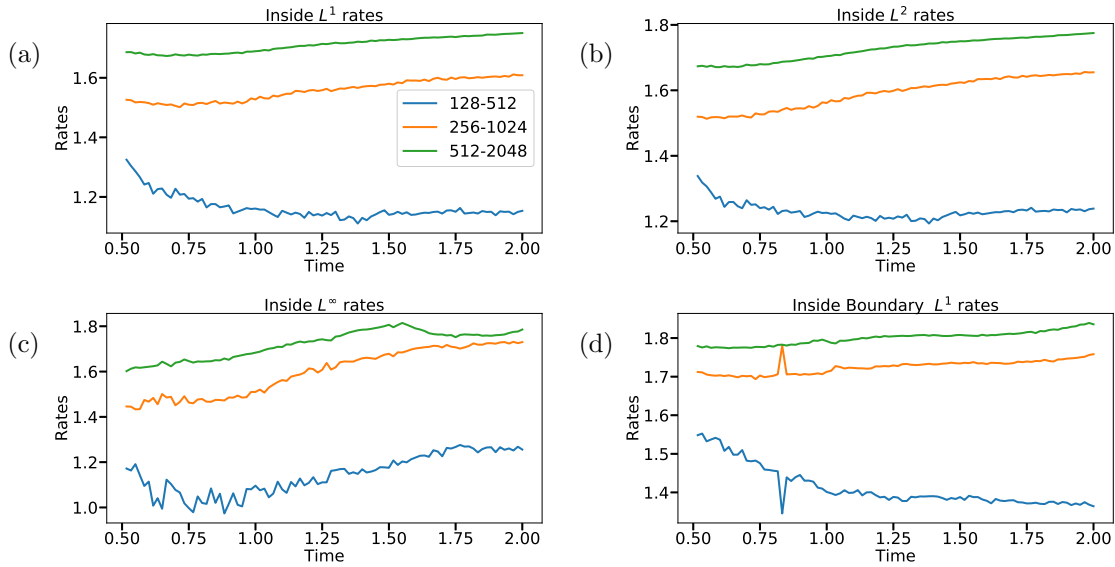 (a)
Inside L¹ rates
Rates
1.6
1.4
1.2
128-512
256-1024
512-2048
0.50 0.75 1.00 1.25 1.50 1.75 2.00
Time
(b)
Inside L² rates
Rates
1.8
1.6
1.4
1.2
0.50 0.75 1.00 1.25 1.50 1.75 2.00
Time
(c)
Inside L∞ rates
Rates
1.8
1.6
1.4
1.2
1.0
0.50 0.75 1.00 1.25 1.50 1.75 2.00
Time
(d)
Inside Boundary L¹ rates
Rates
1.8
1.7
1.6
1.5
1.4
0.50 0.75 1.00 1.25 1.50 1.75 2.00
Time